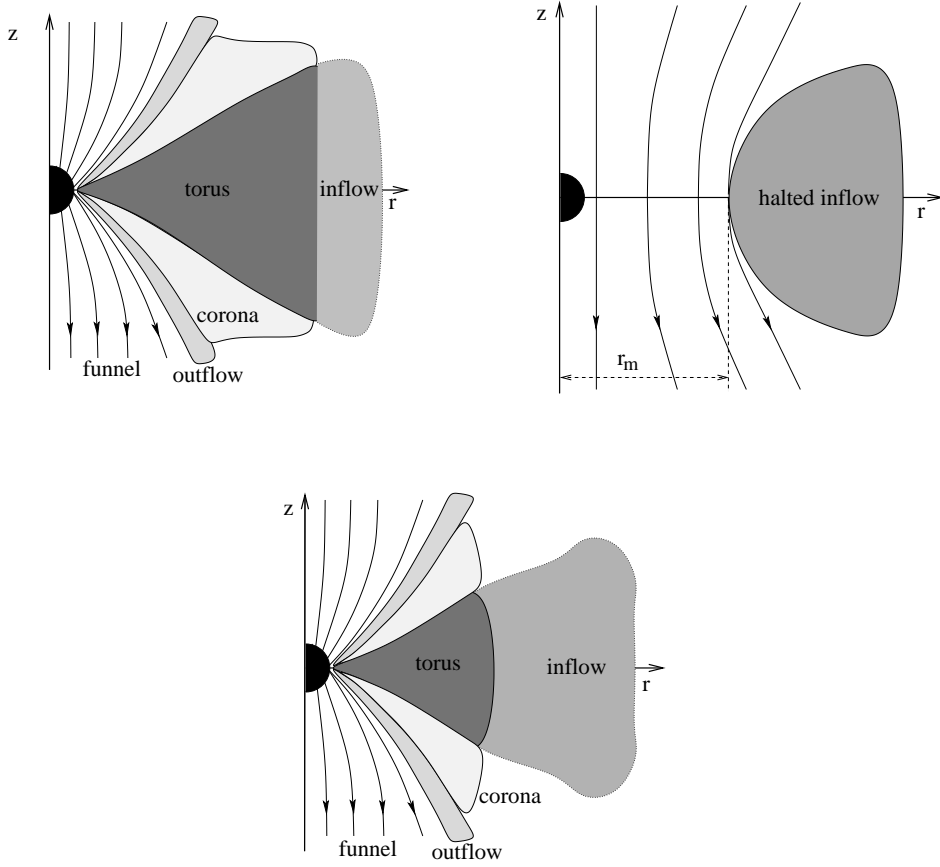 z
torus
inflow
r
corona
funnel
outflow
z
halted inflow
r
r_m
z
torus
inflow
r
corona
funnel
outflow